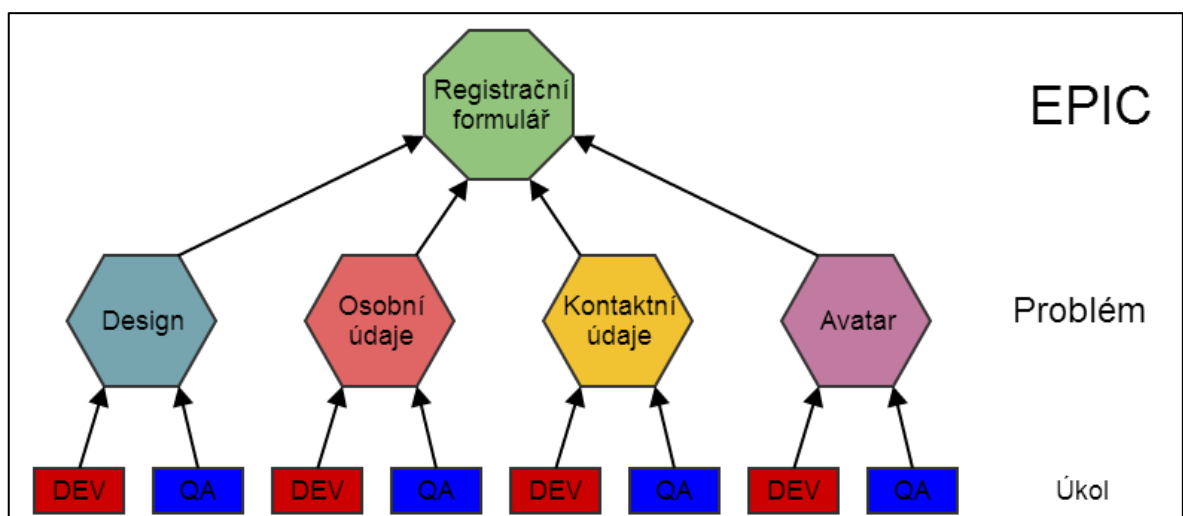 Registrační
formulář
EPIC
Design
Osobní
údaje
Kontaktní
údaje
Avatar
Problém
DEV
QA
DEV
QA
DEV
QA
DEV
QA
Úkol